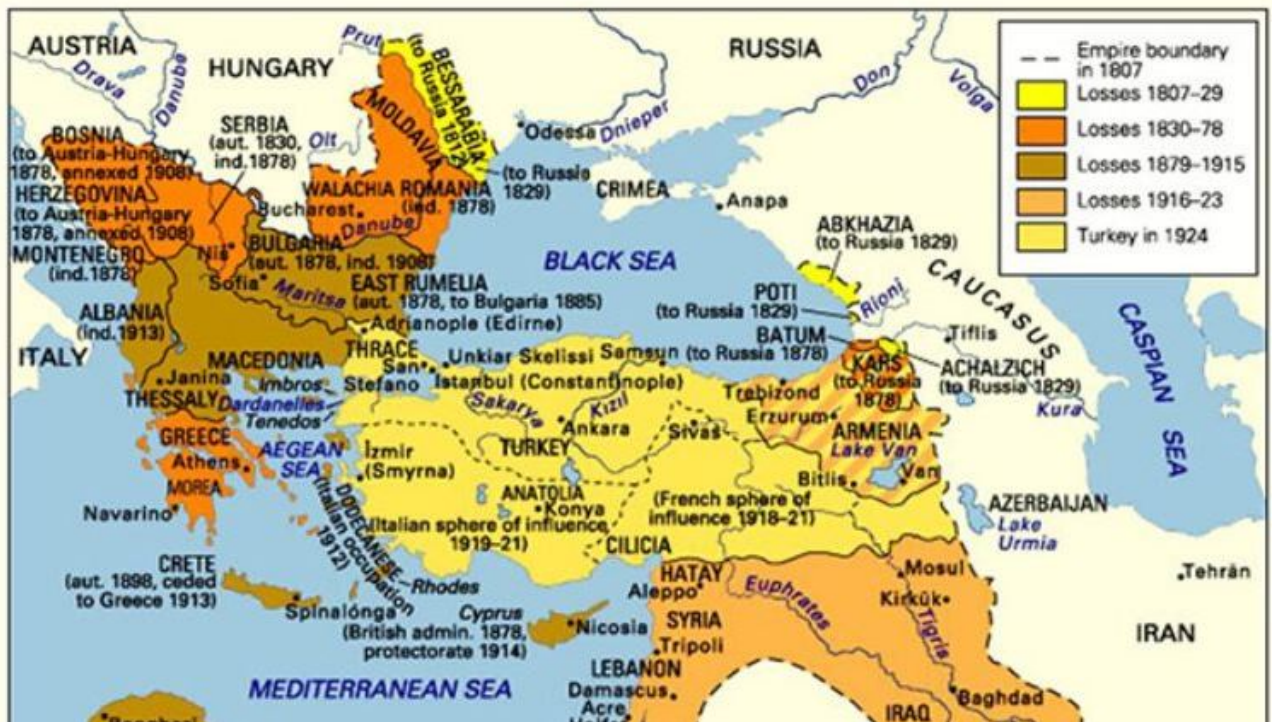 AUSTRIA
Drava
Danube
HUNGARY
Prut
BESSARABIA
(to Russia 1812)
MOLDAVIA
RUSSIA
Don
Volga
Empire boundary
in 1807
Losses 1807–29
Losses 1830–78
Losses 1879–1915
Losses 1916–23
Turkey in 1924
BOSNIA
(to Austria-Hungary
1878, annexed 1908)
HERZEGOVINA
(to Austria-Hungary
1878, annexed 1908)
MONTENEGRO
(ind.1878)
SERBIA
(aut. 1830,
ind.1878)
Olt
Odessa
Dnieper
(to Russia
1829)
WALACHIA ROMANIA
(ind. 1878)
Bucharest
Danube
CRIMEA
Anapa
ABKHAZIA
(to Russia 1829)
Niš
BULGARIA
(aut. 1878, ind. 1908)
Sofia
Maritsa
EAST RUMELIA
(aut. 1878, to Bulgaria 1885)
BLACK SEA
CAUCASUS
POTI
(to Russia 1829)
Rioni
BATUM
(to Russia 1878)
Tiflis
CASPIAN SEA
ALBANIA
(ind.1913)
ITALY
Adrianople (Edirne)
MACEDONIA
THRACE
San
Stefano
Unkiar Skelissi
Samsun
Istanbul (Constantinople)
KARS
(to Russia
1878)
ACHALZICH
(to Russia 1829)
Kura
Janina
THESSALY
Imbros
Dardanelles
Tenedos
Sakarya
Kizil
Trebizond
Erzurum
Ankara
Sivas
ARMENIA
Lake Van
Van
Bitlis
GREECE
Athens
AEGEAN
SEA
İzmir
(Smyrna)
TURKEY
MOREA
Navarino
DODECANESE
(Italian occupation
1912)
ANATOLIA
Konya
(Italian sphere of influence
1919–21)
(French sphere of
influence 1918–21)
CILICIA
AZERBAIJAN
Lake
Urmia
CRETE
(aut. 1898, ceded
to Greece 1913)
Spinalónga
Rhodes
Cyprus
(British admin. 1878,
protectorate 1914)
Nicosia
HATAY
Aleppo
Euphrates
Mosul
Kirkūk
Tigris
Tehrān
SYRIA
Tripoli
IRAN
LEBANON
Damascus
Acre
MEDITERRANEAN SEA
Baghdad
IRAQ